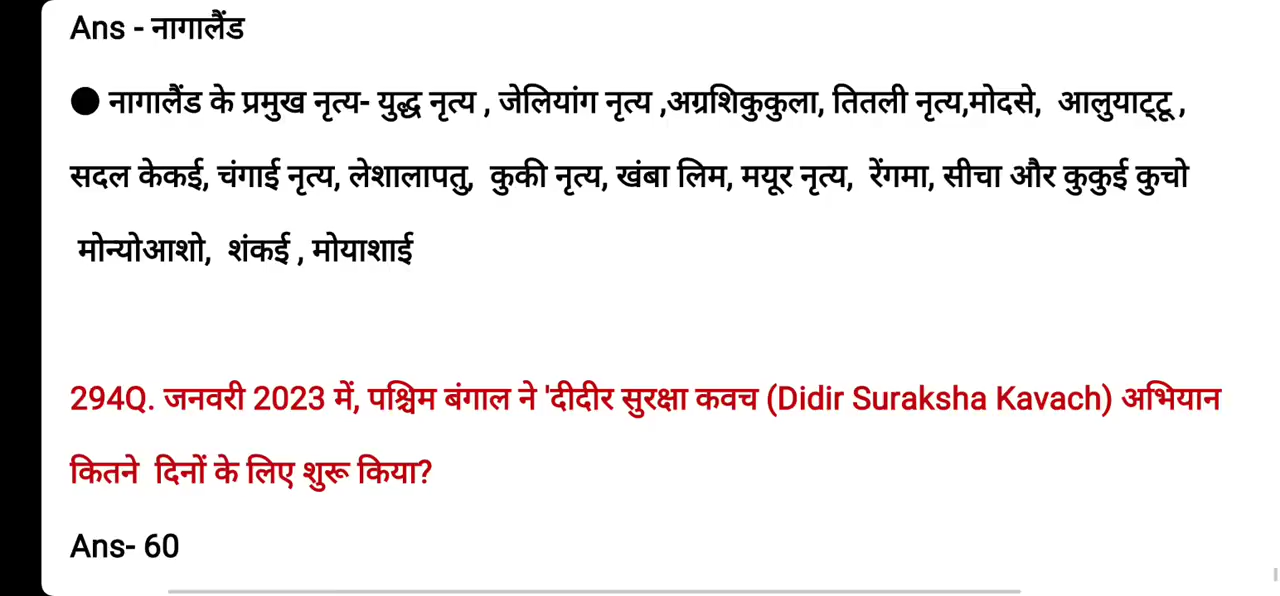 Ans - नागालैंड
● नागालैंड के प्रमुख नृत्य- युद्ध नृत्य , जेलियांग नृत्य ,अग्रशिकुकुला, तितली नृत्य,मोदसे, आलुयाट्टू ,
सदल केकई, चंगाई नृत्य, लेशालापतु, कुकी नृत्य, खंबा लिम, मयूर नृत्य, रेंगमा, सीचा और कुकुई कुचो
मोन्योआशो, शंकई , मोयाशाई
294Q. जनवरी 2023 में, पश्चिम बंगाल ने 'दीदीर सुरक्षा कवच (Didir Suraksha Kavach) अभियान
कितने दिनों के लिए शुरू किया?
Ans- 60